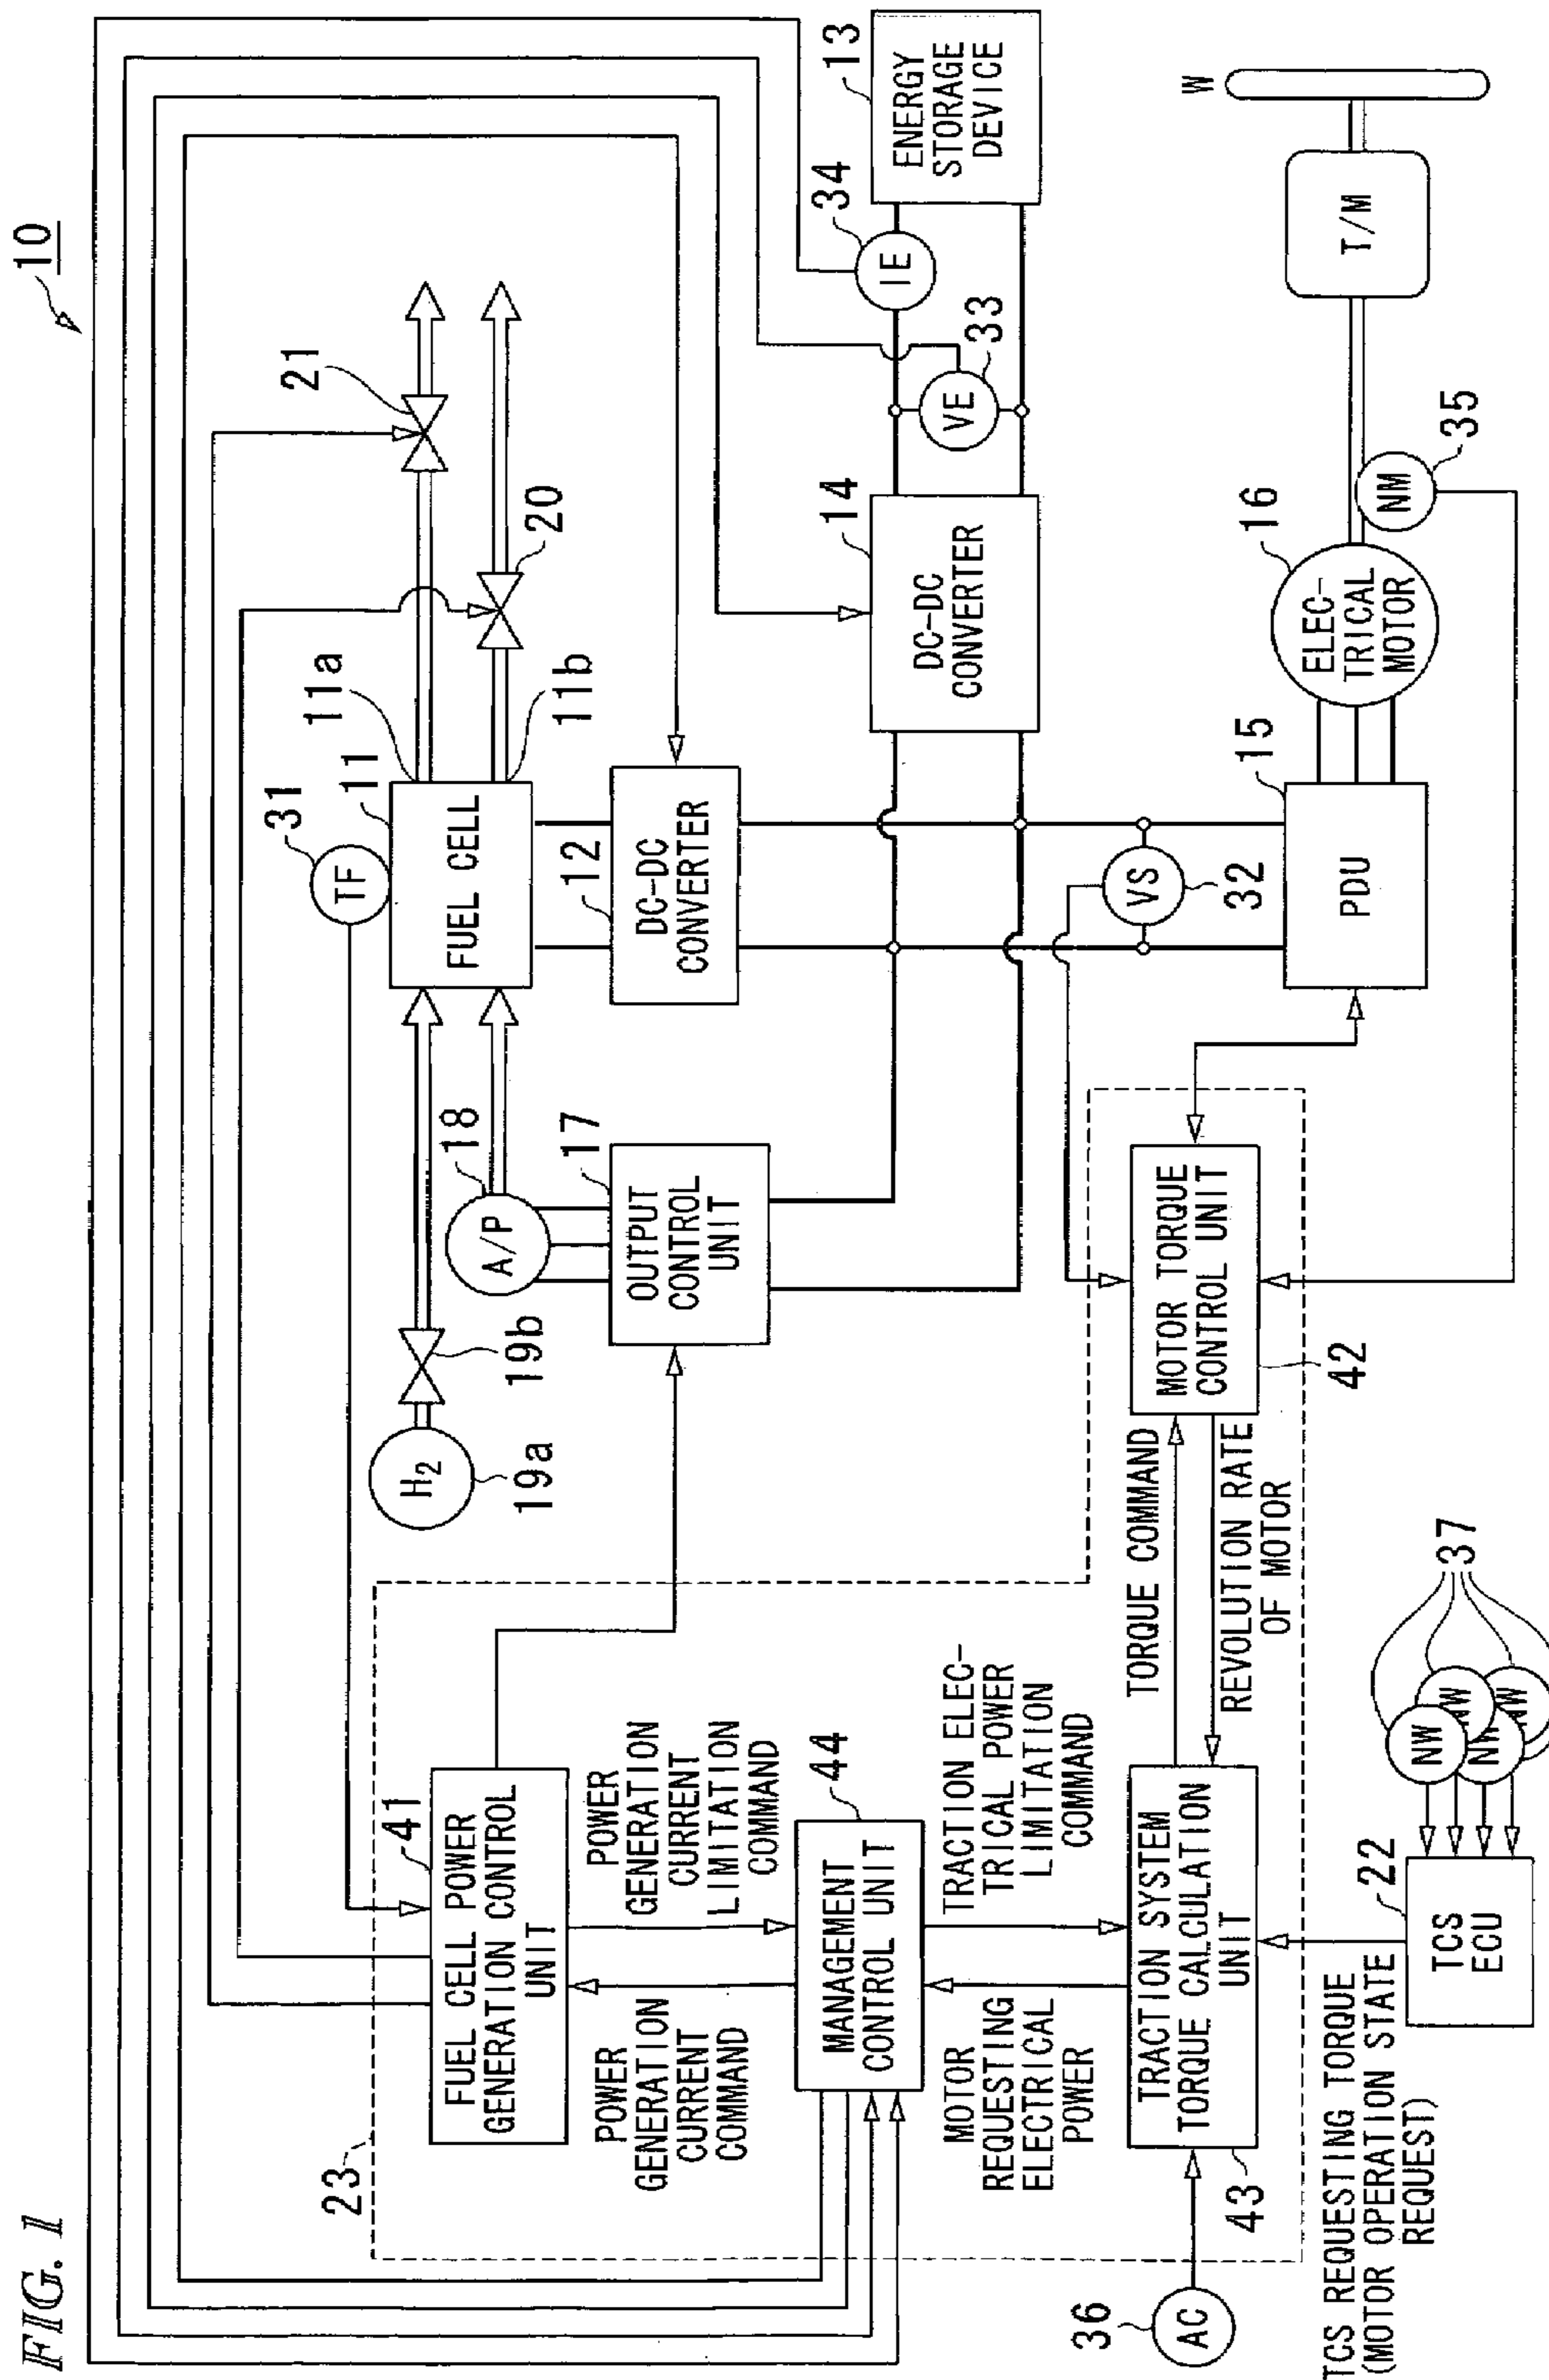 FIG. 1
10
21
11a
11
31
TF
FUEL CELL
11b
20
H₂
19a
19b
18
A/P
17
OUTPUT
CONTROL
UNIT
12
DC-DC
CONVERTER
14
DC-DC
CONVERTER
34
IE
VE
33
13
ENERGY
STORAGE
DEVICE
23
41
FUEL CELL POWER
GENERATION CONTROL
UNIT
POWER
GENERATION
CURRENT
COMMAND
POWER
GENERATION
CURRENT
LIMITATION
COMMAND
44
MANAGEMENT
CONTROL UNIT
MOTOR
REQUESTING
ELECTRICAL
POWER
TRACTION ELEC-
TRICAL POWER
LIMITATION
COMMAND
36
AC
43
TRACTION SYSTEM
TORQUE CALCULATION
UNIT
TORQUE COMMAND
REVOLUTION RATE
OF MOTOR
MOTOR TORQUE
CONTROL UNIT
42
VS
32
15
PDU
16
ELEC-
TRICAL
MOTOR
NM
35
T/M
W
TCS REQUESTING TORQUE
(MOTOR OPERATION STATE
REQUEST)
22
TCS
ECU
NW
NW
NW
NW
37